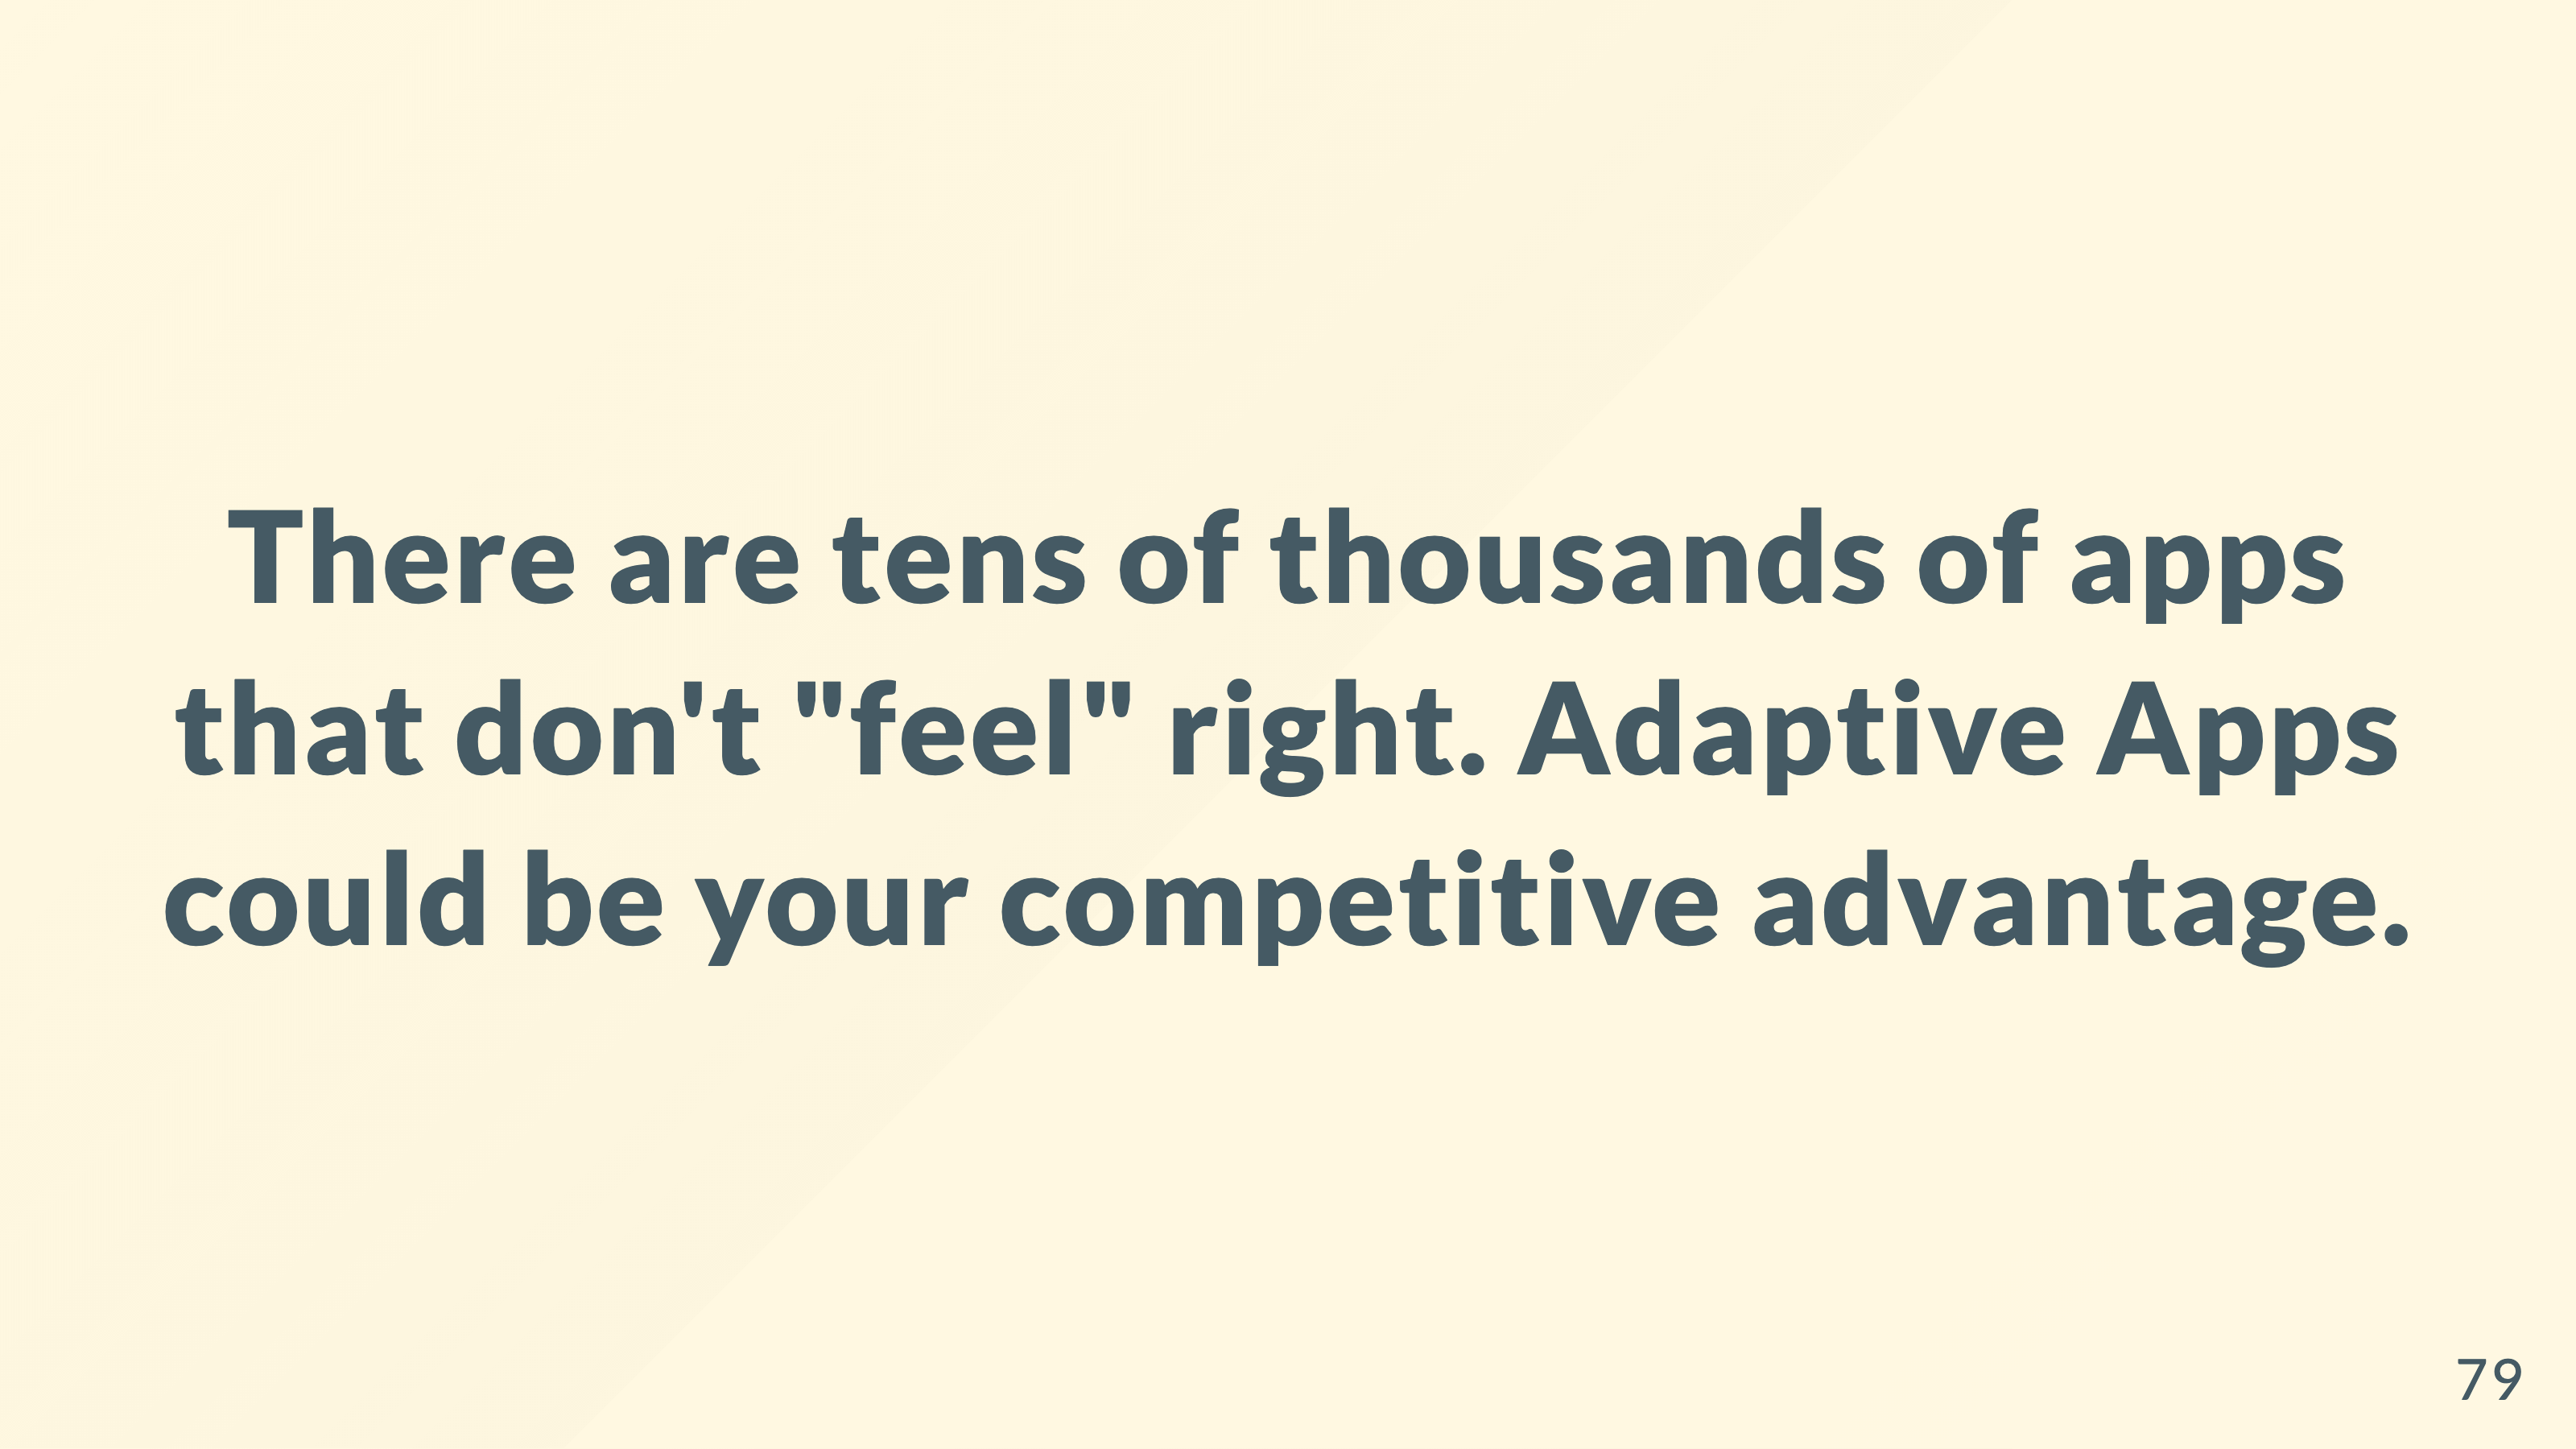 There are tens of thousands of apps
that don't "feel" right. Adaptive Apps
could be your competitive advantage.
79